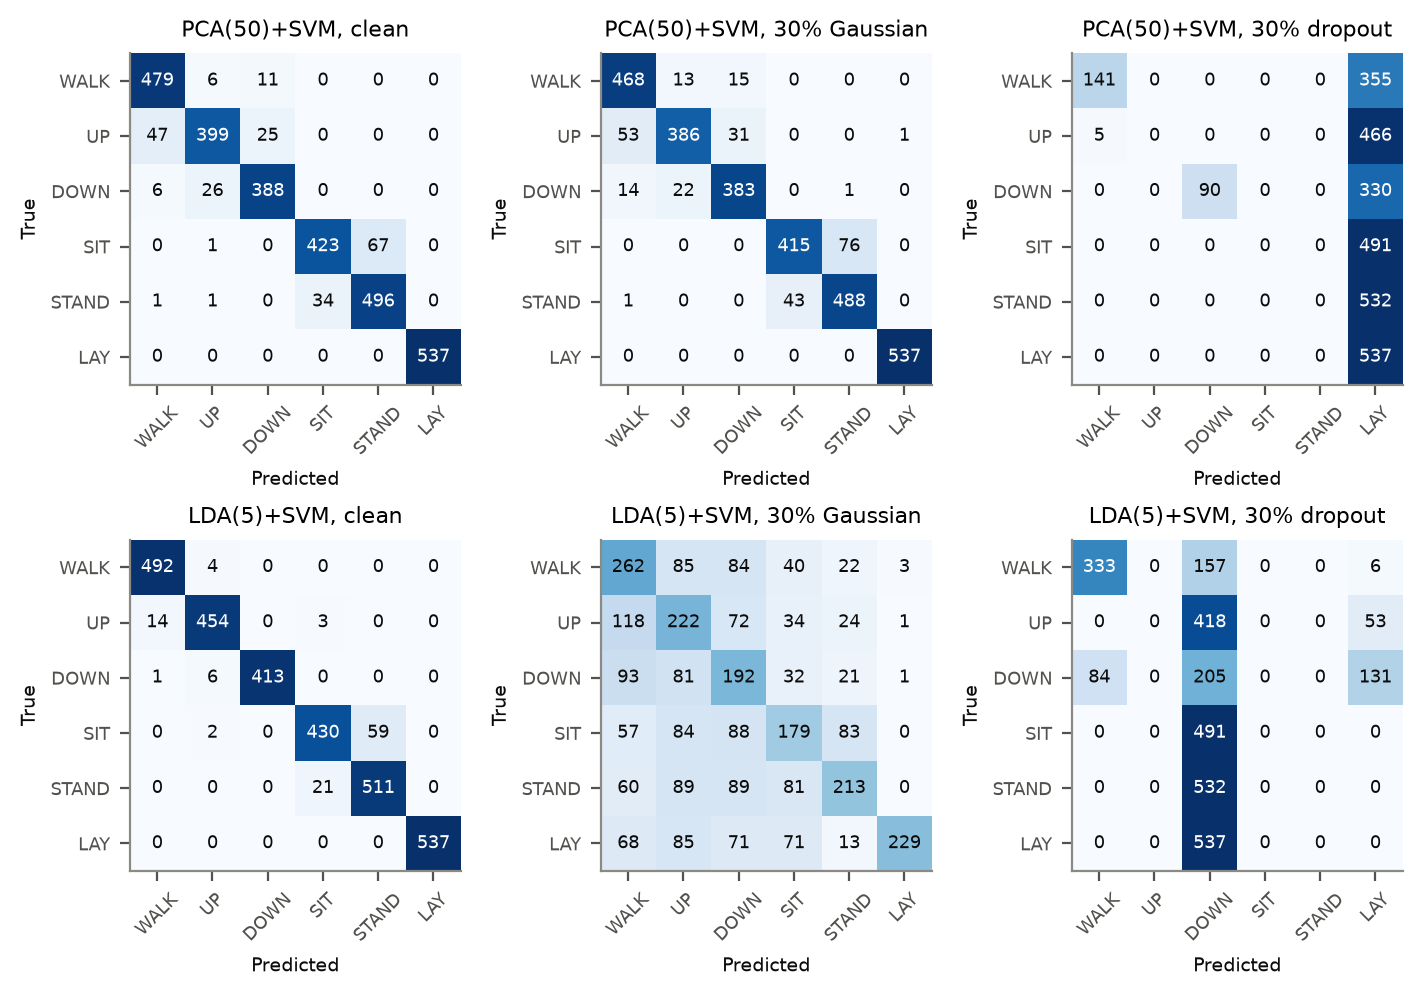 PCA(50)+SVM, clean
True
WALK 479 6 11 0 0 0
UP 47 399 25 0 0 0
DOWN 6 26 388 0 0 0
SIT 0 1 0 423 67 0
STAND 1 1 0 34 496 0
LAY 0 0 0 0 0 537
WALK UP DOWN SIT STAND LAY
Predicted
PCA(50)+SVM, 30% Gaussian
True
WALK 468 13 15 0 0 0
UP 53 386 31 0 0 1
DOWN 14 22 383 0 1 0
SIT 0 0 0 415 76 0
STAND 1 0 0 43 488 0
LAY 0 0 0 0 0 537
WALK UP DOWN SIT STAND LAY
Predicted
PCA(50)+SVM, 30% dropout
True
WALK 141 0 0 0 0 355
UP 5 0 0 0 0 466
DOWN 0 0 90 0 0 330
SIT 0 0 0 0 0 491
STAND 0 0 0 0 0 532
LAY 0 0 0 0 0 537
WALK UP DOWN SIT STAND LAY
Predicted
LDA(5)+SVM, clean
True
WALK 492 4 0 0 0 0
UP 14 454 0 3 0 0
DOWN 1 6 413 0 0 0
SIT 0 2 0 430 59 0
STAND 0 0 0 21 511 0
LAY 0 0 0 0 0 537
WALK UP DOWN SIT STAND LAY
Predicted
LDA(5)+SVM, 30% Gaussian
True
WALK 262 85 84 40 22 3
UP 118 222 72 34 24 1
DOWN 93 81 192 32 21 1
SIT 57 84 88 179 83 0
STAND 60 89 89 81 213 0
LAY 68 85 71 71 13 229
WALK UP DOWN SIT STAND LAY
Predicted
LDA(5)+SVM, 30% dropout
True
WALK 333 0 157 0 0 6
UP 0 0 418 0 0 53
DOWN 84 0 205 0 0 131
SIT 0 0 491 0 0 0
STAND 0 0 532 0 0 0
LAY 0 0 537 0 0 0
WALK UP DOWN SIT STAND LAY
Predicted